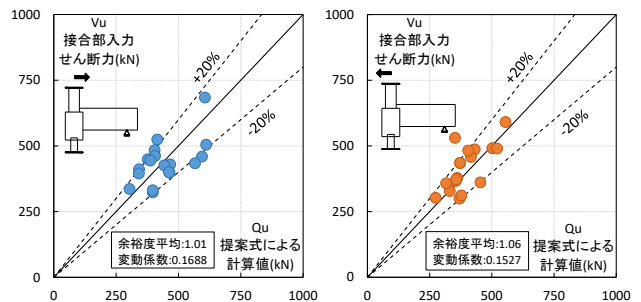 1000
750
500
250
0
0
250
500
750
1000
Vu
接合部入力
せん断力(kN)
+20%
-20%
余裕度平均:1.01
変動係数:0.1688
Qu
提案式による
計算値(kN)
1000
750
500
250
0
0
250
500
750
1000
Vu
接合部入力
せん断力(kN)
+20%
-20%
余裕度平均:1.06
変動係数:0.1527
Qu
提案式による
計算値(kN)